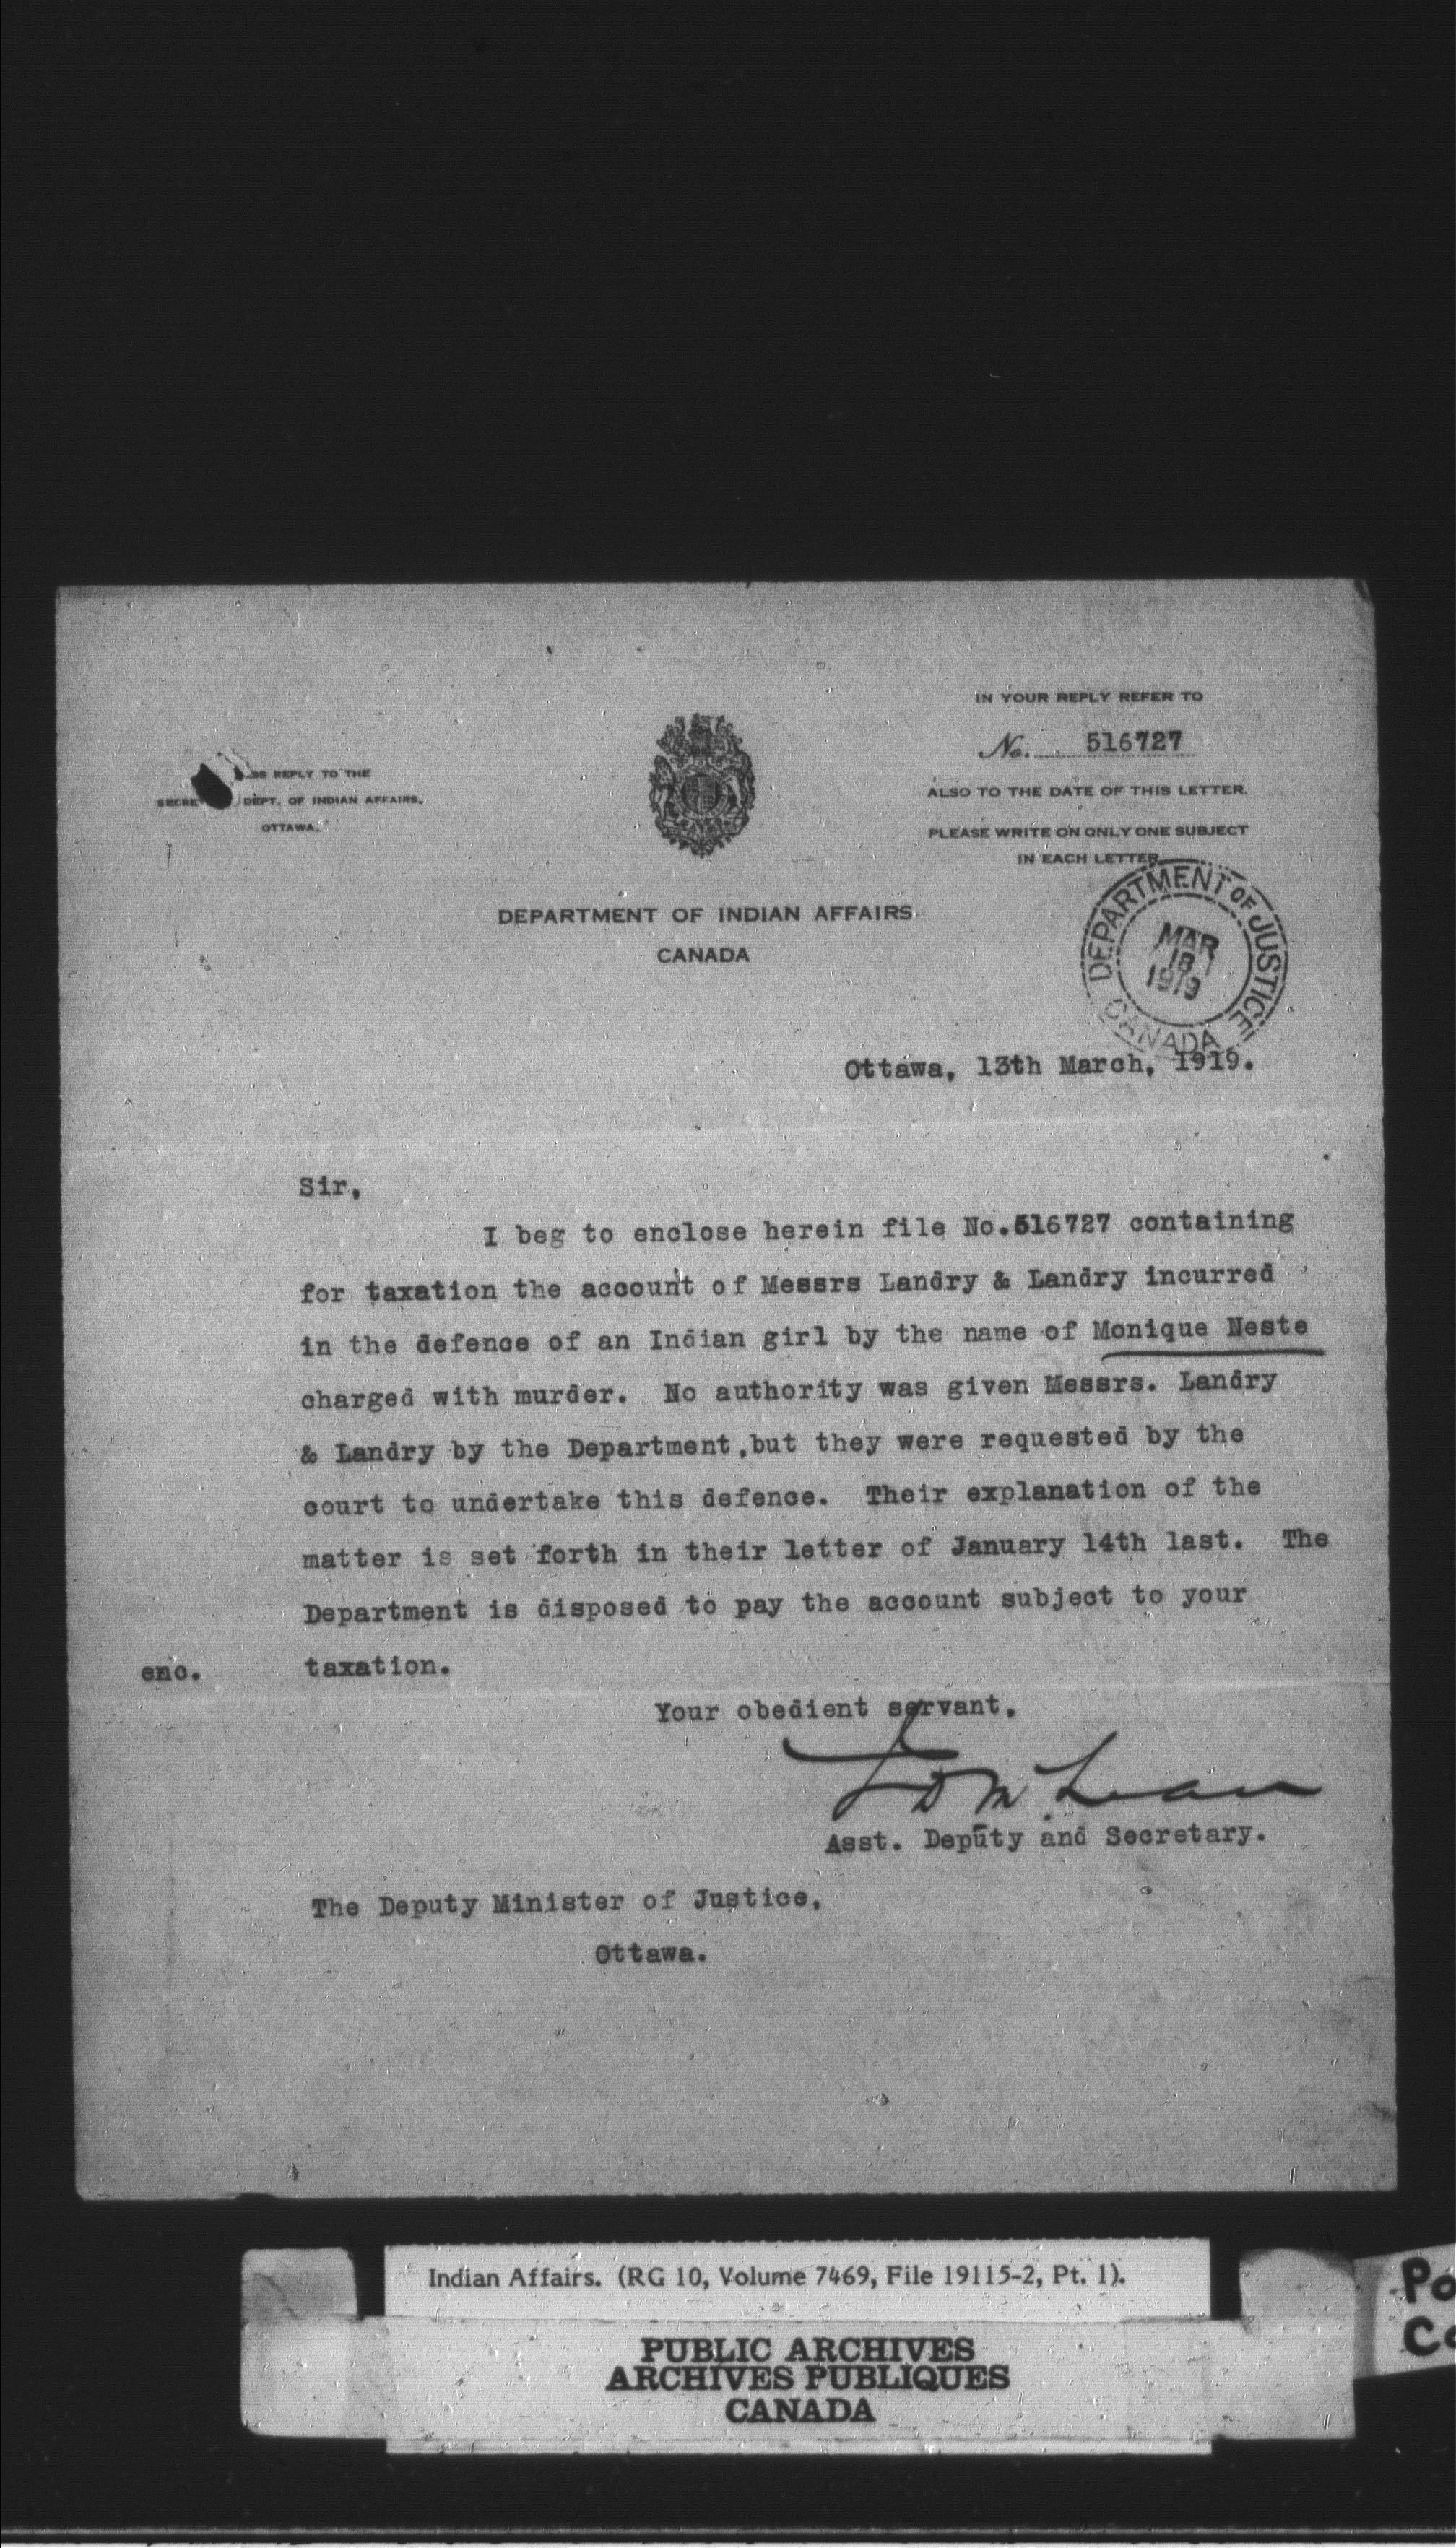 IN YOUR REPLY REFER TO
No. 516727
ALSO TO THE DATE OF THIS LETTER.
PLEASE WRITE ON ONLY ONE SUBJECT
IN EACH LETTER
REPLY TO THE
DEPT. OF INDIAN AFFAIRS,
OTTAWA.
DEPARTMENT OF INDIAN AFFAIRS
CANADA
DEPARTMENT OF JUSTICE
MAR
18
1919
CANADA
Ottawa, 13th March, 1919.
Sir,
I beg to enclose herein file No.516727 containing
for taxation the account of Messrs Landry & Landry incurred
in the defence of an Indian girl by the name of Monique Neste
charged with murder. No authority was given Messrs. Landry
& Landry by the Department,but they were requested by the
court to undertake this defence. Their explanation of the
matter is set forth in their letter of January 14th last. The
Department is disposed to pay the account subject to your
enc. taxation.
Your obedient servant,
Asst. Deputy and Secretary.
The Deputy Minister of Justice,
Ottawa.
Indian Affairs. (RG 10, Volume 7469, File 19115-2, Pt. 1).
PUBLIC ARCHIVES
ARCHIVES PUBLIQUES
CANADA